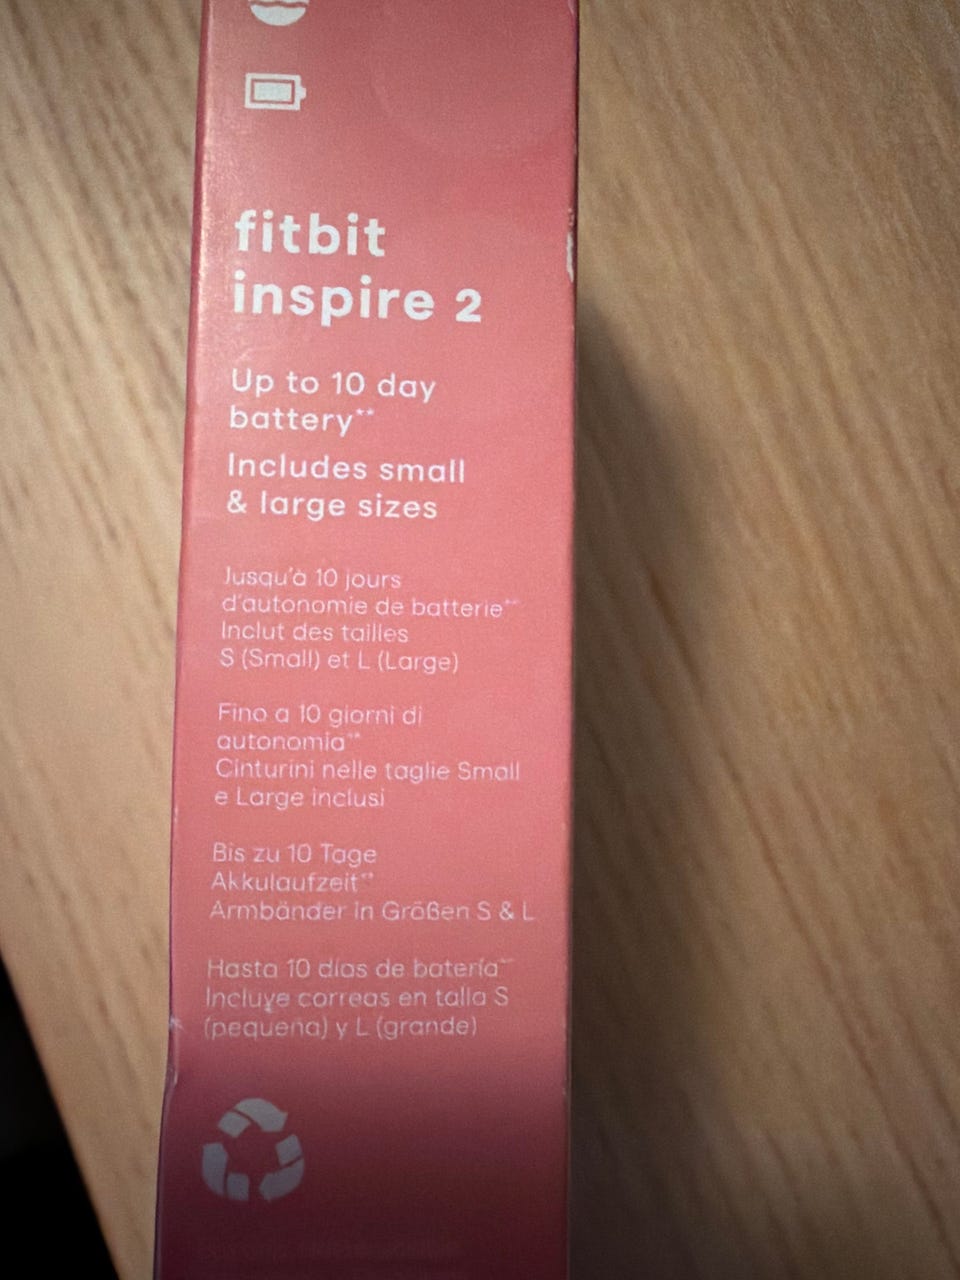 fitbit
inspire 2
Up to 10 day
battery**
Includes small
& large sizes
Jusqu'à 10 jours
d'autonomie de batterie**
Inclut des tailles
S (Small) et L (Large)
Fino a 10 giorni di
autonomia**
Cinturini nelle taglie Small
e Large inclusi
Bis zu 10 Tage
Akkulaufzeit**
Armbänder in Größen S & L
Hasta 10 días de batería**
Incluye correas en talla S
(pequeña) y L (grande)